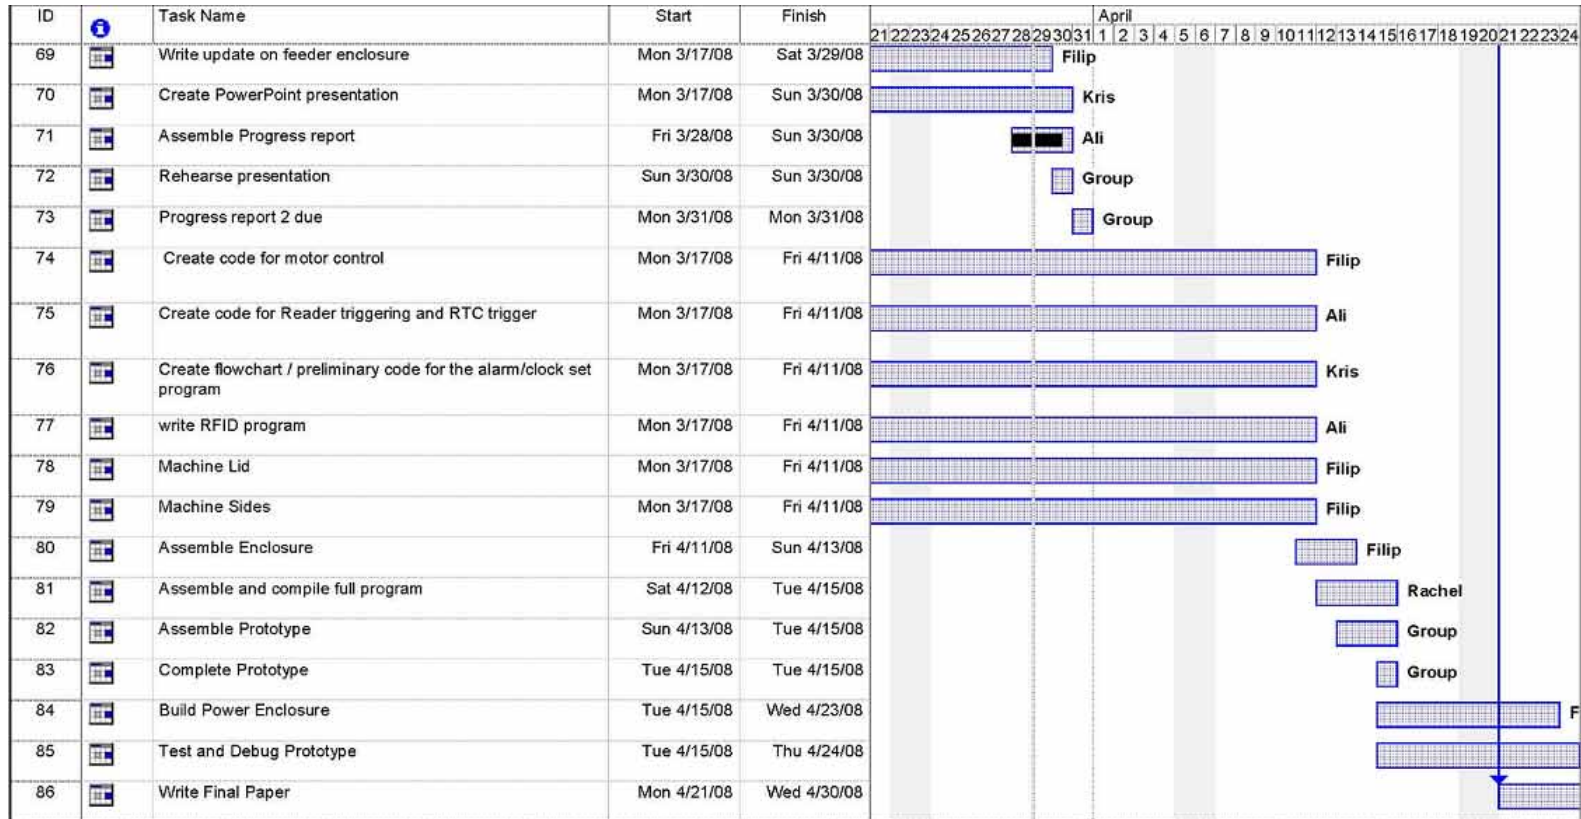 ID Task Name Start Finish April
21 22 23 24 25 26 27 28 29 30 31 1 2 3 4 5 6 7 8 9 10 11 12 13 14 15 16 17 18 19 20 21 22 23 24
69 Write update on feeder enclosure Mon 3/17/08 Sat 3/29/08 Filip
70 Create PowerPoint presentation Mon 3/17/08 Sun 3/30/08 Kris
71 Assemble Progress report Fri 3/28/08 Sun 3/30/08 Ali
72 Rehearse presentation Sun 3/30/08 Sun 3/30/08 Group
73 Progress report 2 due Mon 3/31/08 Mon 3/31/08 Group
74 Create code for motor control Mon 3/17/08 Fri 4/11/08 Filip
75 Create code for Reader triggering and RTC trigger Mon 3/17/08 Fri 4/11/08 Ali
76 Create flowchart / preliminary code for the alarm/clock set Mon 3/17/08 Fri 4/11/08 Kris
program
77 write RFID program Mon 3/17/08 Fri 4/11/08 Ali
78 Machine Lid Mon 3/17/08 Fri 4/11/08 Filip
79 Machine Sides Mon 3/17/08 Fri 4/11/08 Filip
80 Assemble Enclosure Fri 4/11/08 Sun 4/13/08 Filip
81 Assemble and compile full program Sat 4/12/08 Tue 4/15/08 Rachel
82 Assemble Prototype Sun 4/13/08 Tue 4/15/08 Group
83 Complete Prototype Tue 4/15/08 Tue 4/15/08 Group
84 Build Power Enclosure Tue 4/15/08 Wed 4/23/08 F
85 Test and Debug Prototype Tue 4/15/08 Thu 4/24/08
86 Write Final Paper Mon 4/21/08 Wed 4/30/08